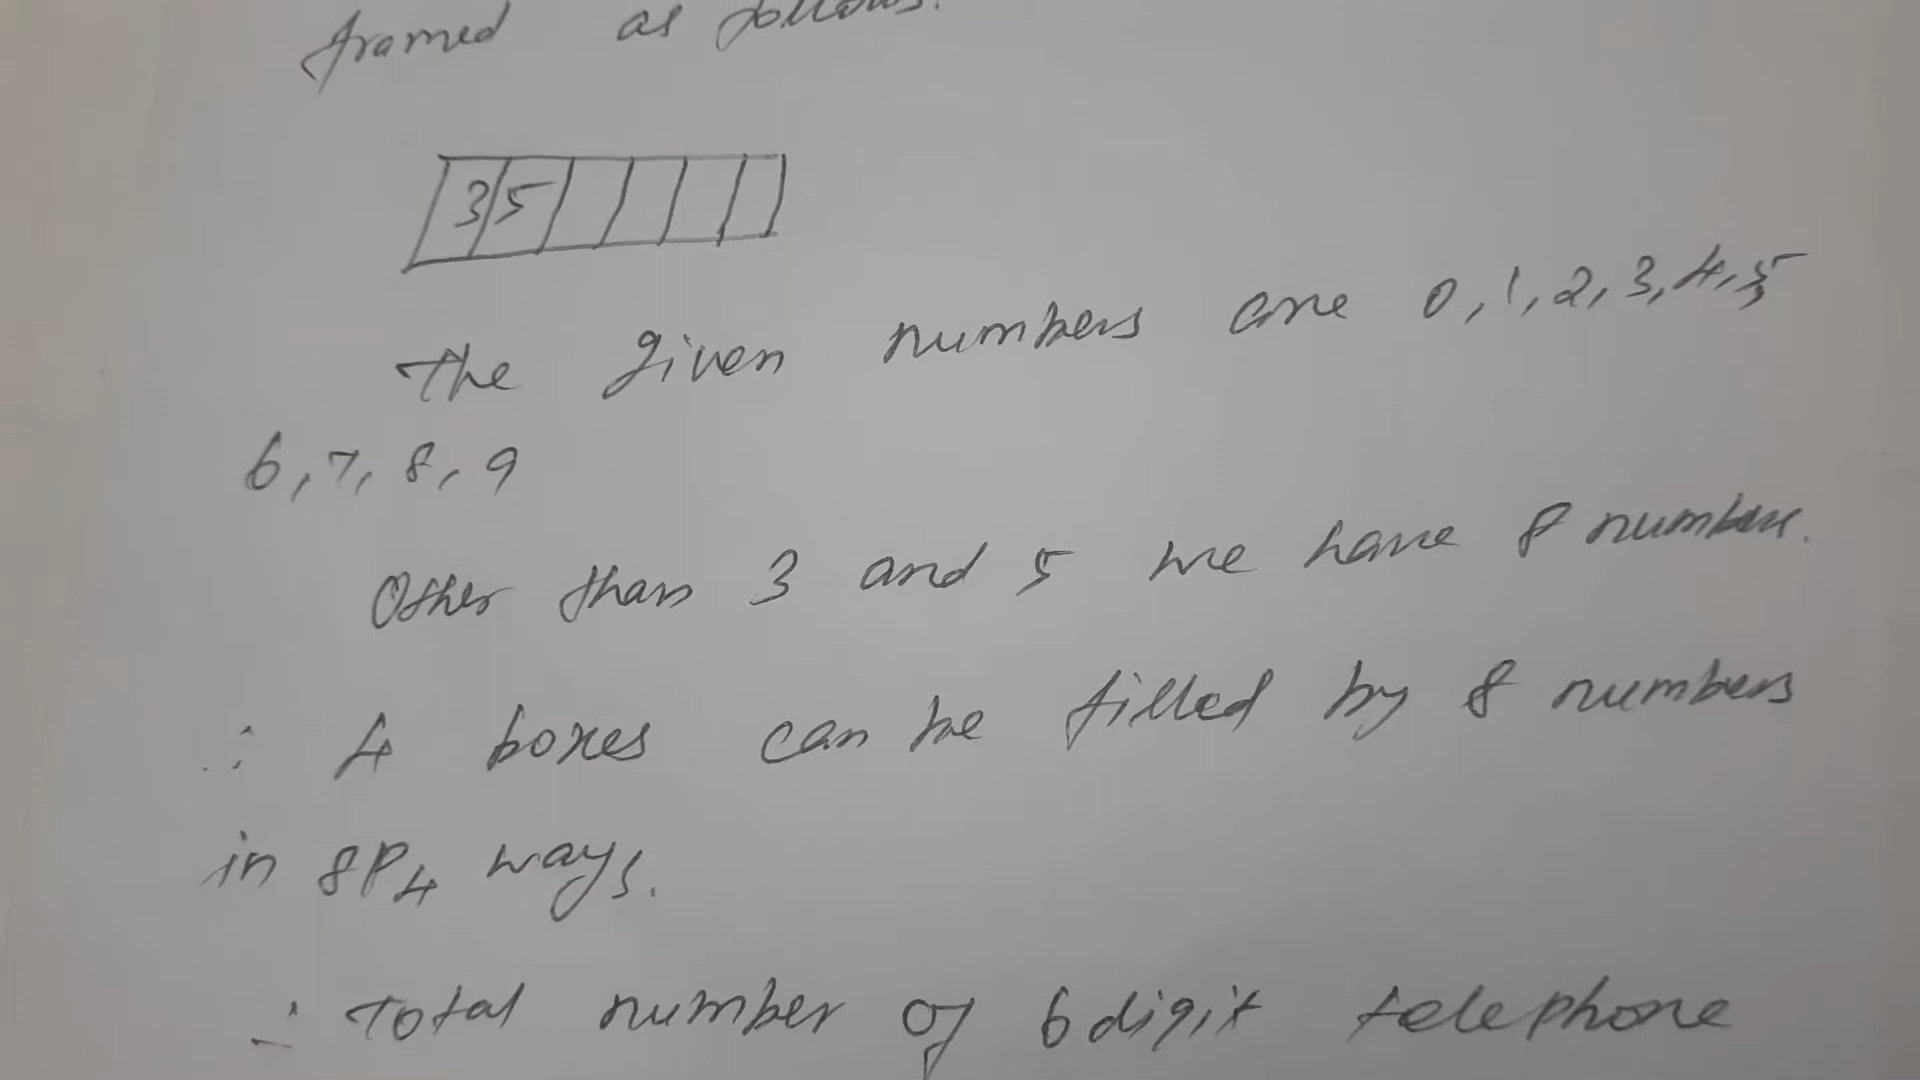 framed as follows.
3 5
The given numbers are 0, 1, 2, 3, 4, 5
6, 7, 8, 9
Other than 3 and 5 we have 8 numbers.
∴ 4 boxes can be filled by 8 numbers
in 8P4 ways.
∴ Total number of 6 digit telephone